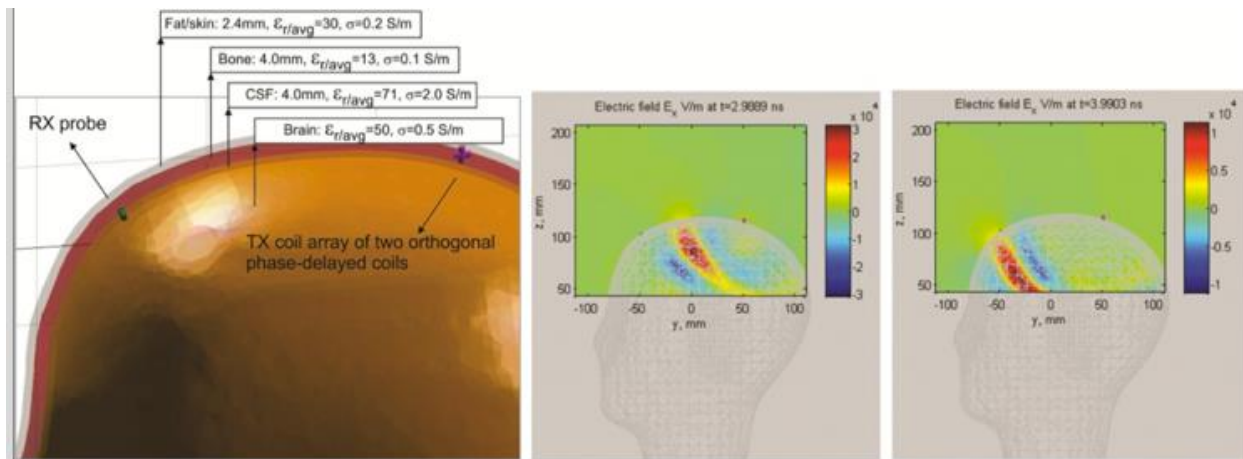 Fat/skin: 2.4mm, εr/avg=30, σ=0.2 S/m
Bone: 4.0mm, εr/avg=13, σ=0.1 S/m
CSF: 4.0mm, εr/avg=71, σ=2.0 S/m
Brain: εr/avg=50, σ=0.5 S/m
RX probe
TX coil array of two orthogonal
phase-delayed coils
Electric field Ex V/m at t=2.9889 ns
x 10^4
200
150
100
50
z, mm
-100
-50
0
50
100
y, mm
3
2
1
0
-1
-2
-3
Electric field Ex V/m at t=3.9903 ns
x 10^4
200
150
100
50
z, mm
-100
-50
0
50
100
y, mm
1
0.5
0
-0.5
-1